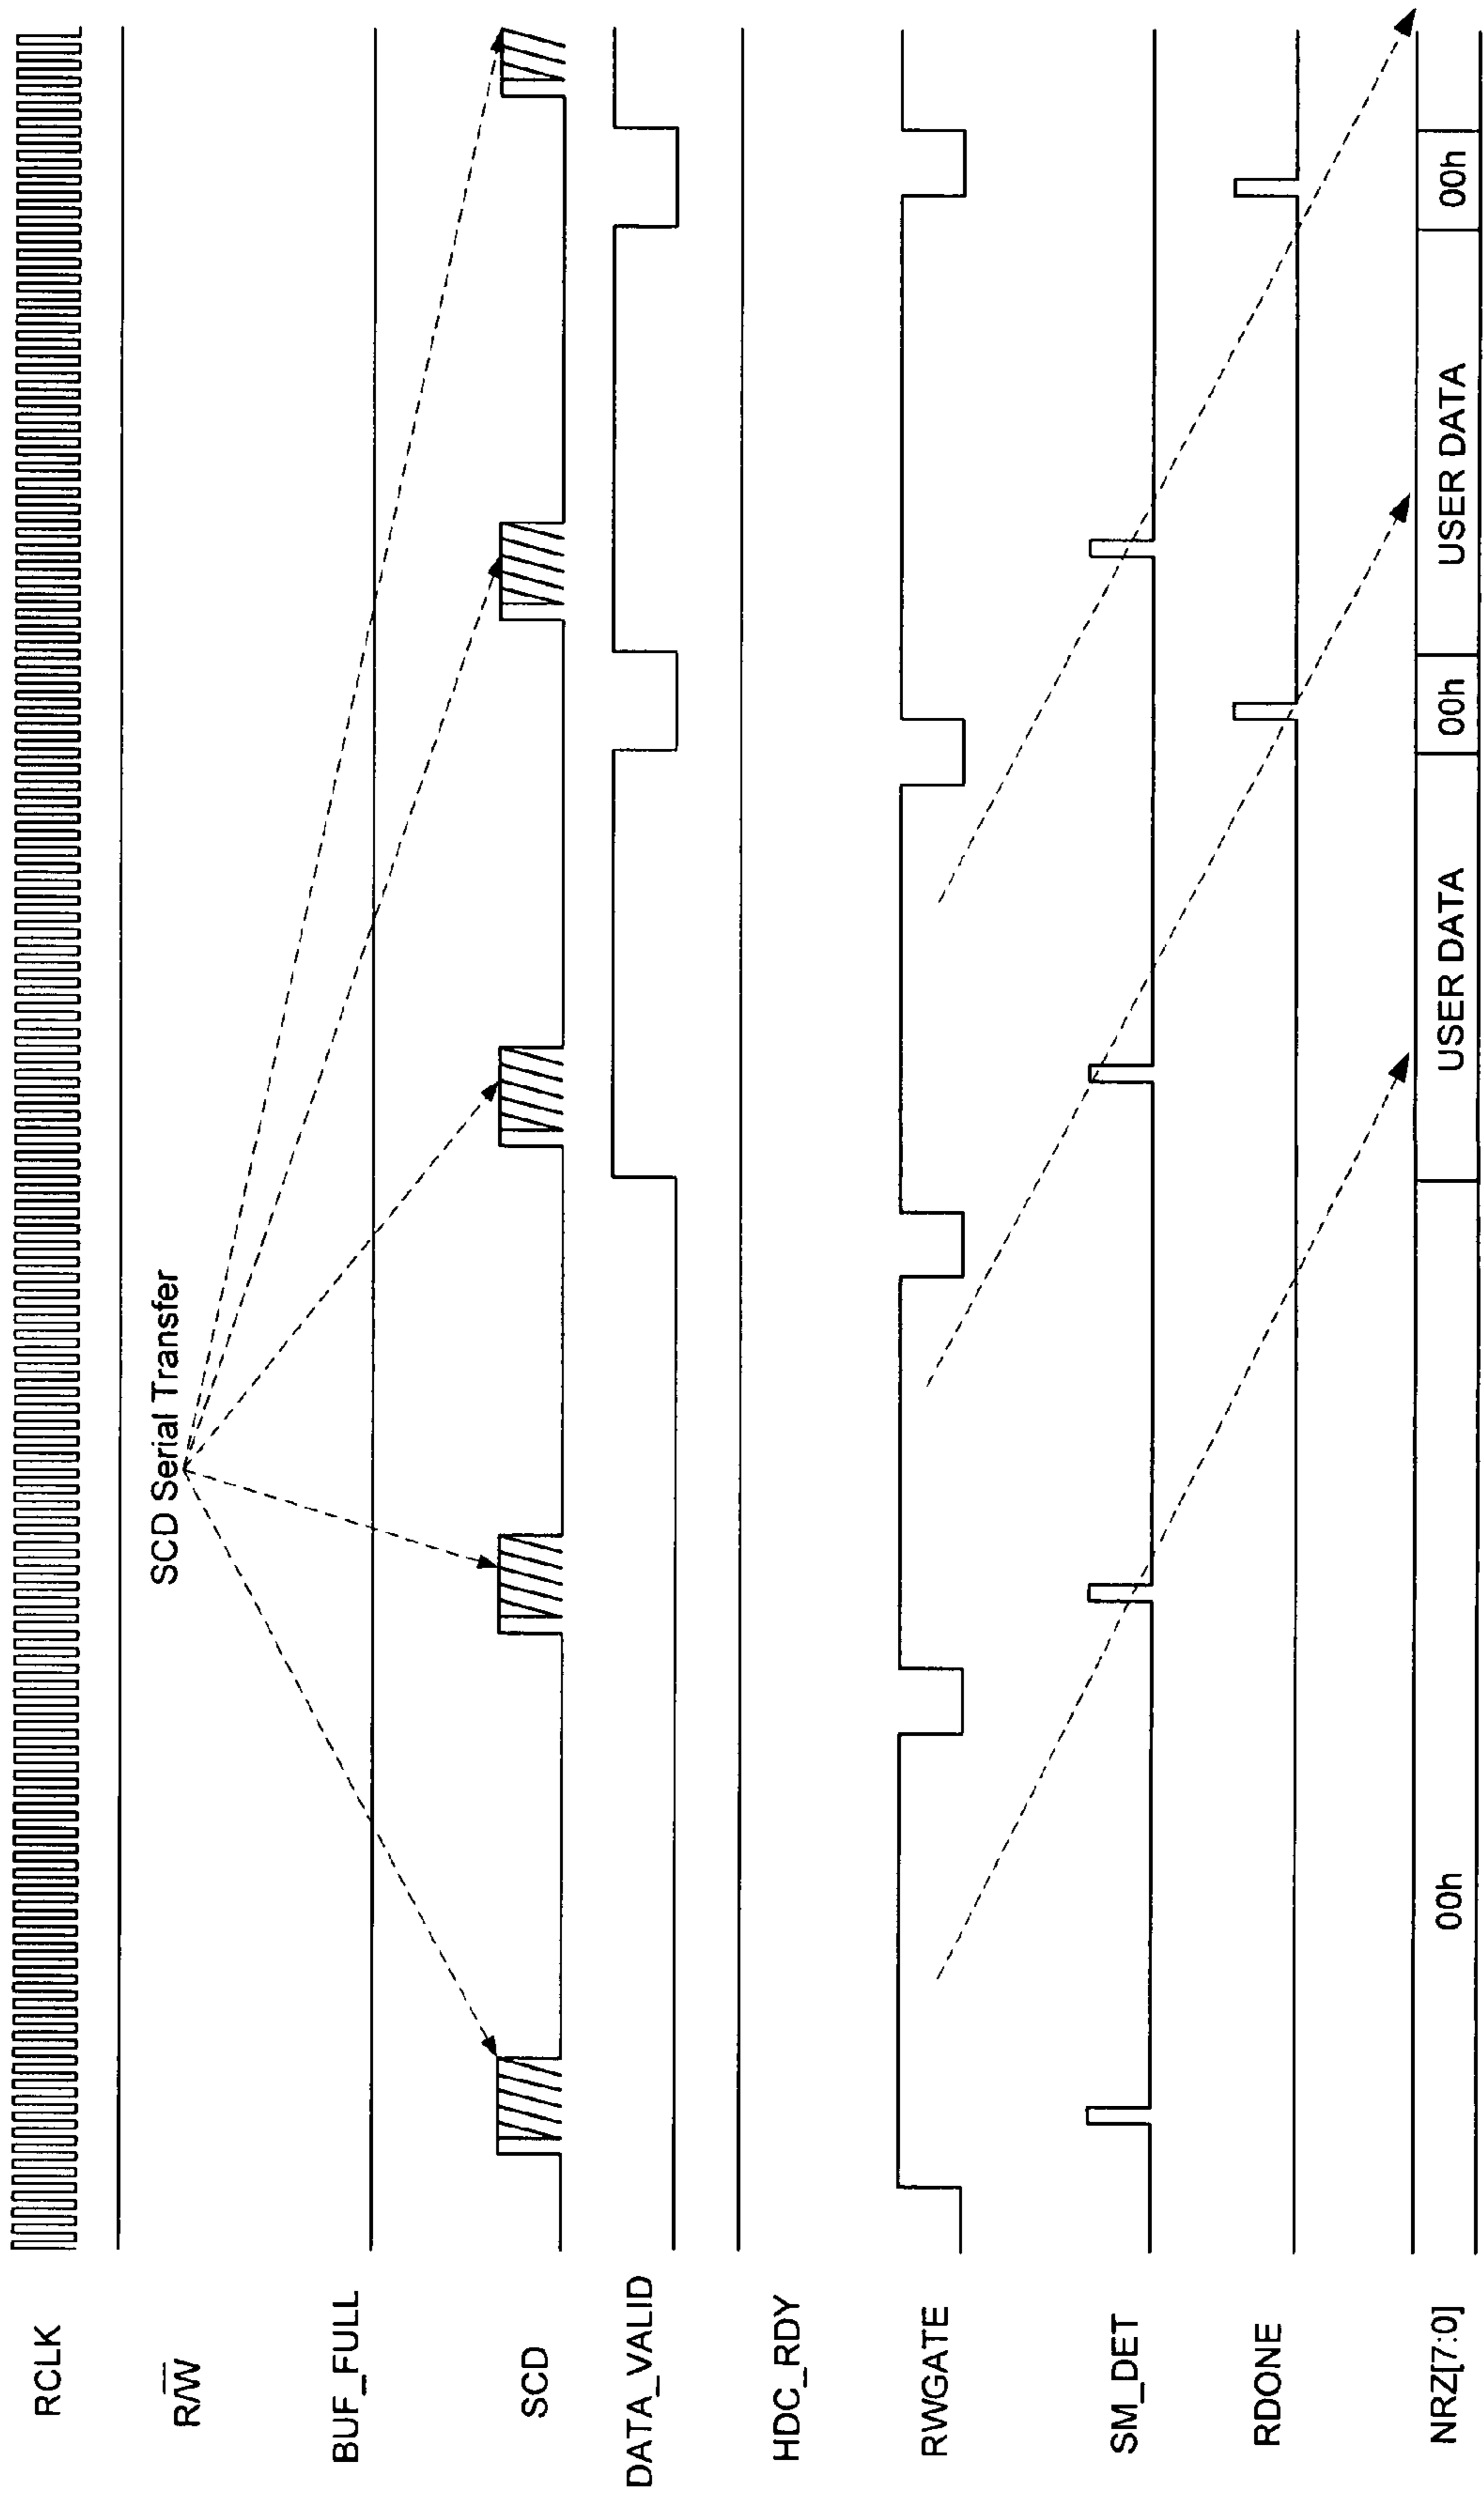 RCLK
R/W̅
SCD Serial Transfer
BUF_FULL
SCD
DATA_VALID
HDC_RDY
RWGATE
SM_DET
RDONE
NRZ[7:0]
00h
USER DATA
00h
USER DATA
00h